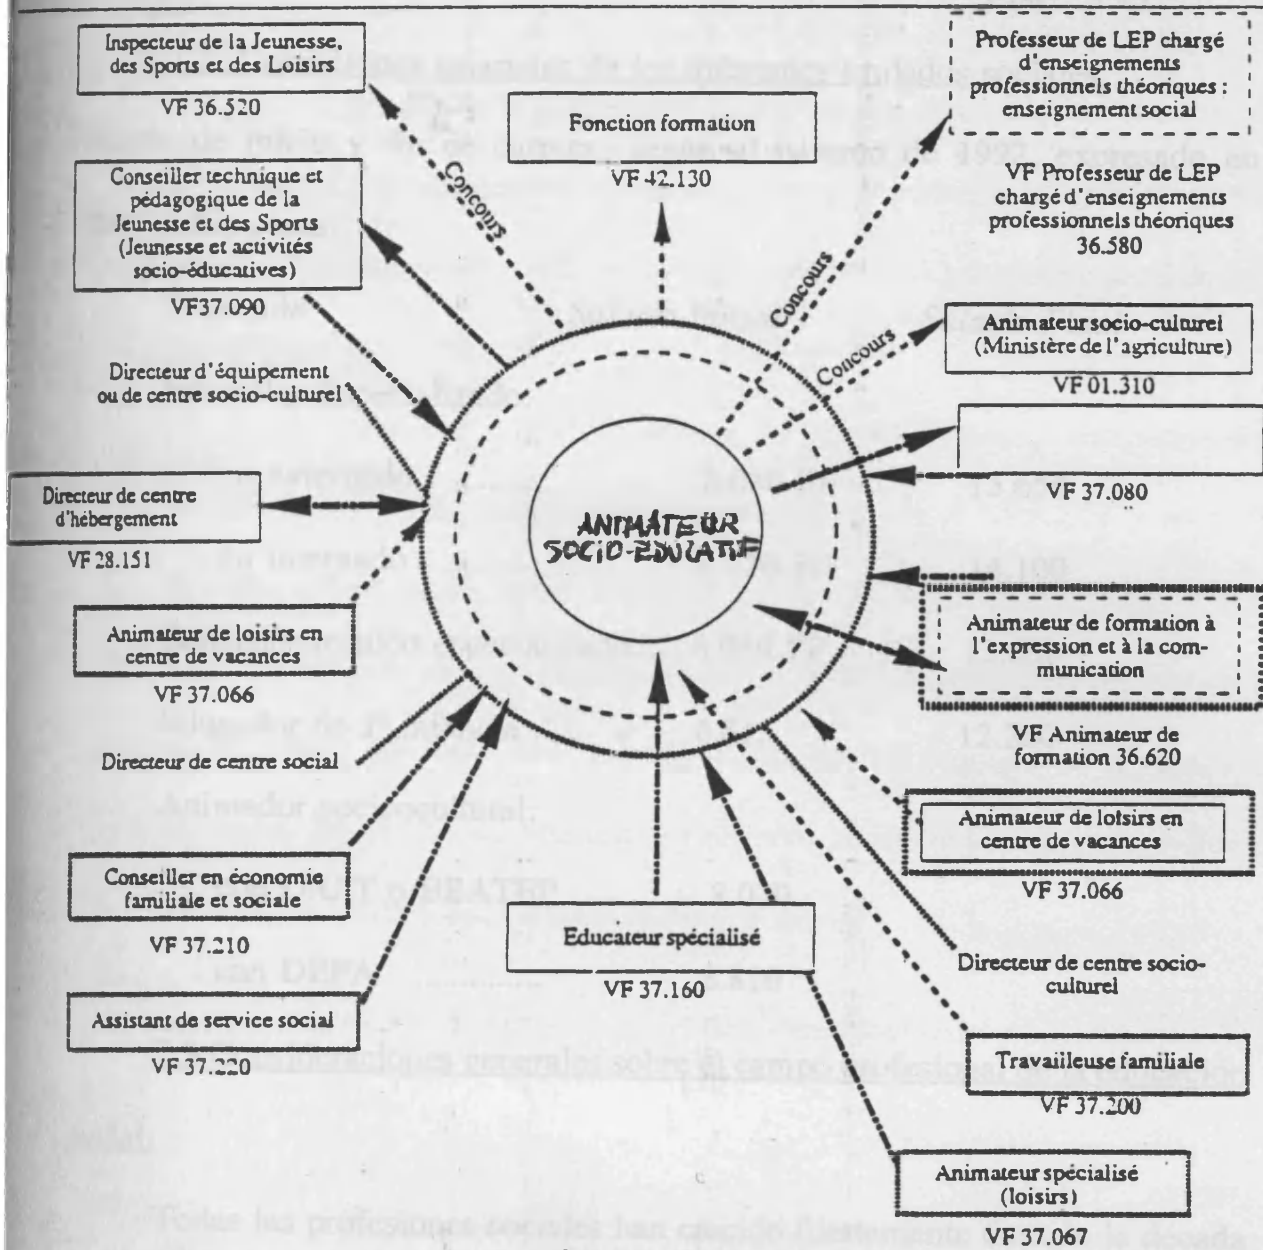 Inspecteur de la Jeunesse,
des Sports et des Loisirs
VF 36.520
Conseiller technique et
pédagogique de la
Jeunesse et des Sports
(Jeunesse et activités
socio-éducatives)
VF37.090
Directeur d'équipement
ou de centre socio-culturel
Directeur de centre
d'hébergement
VF 28.151
Animateur de loisirs en
centre de vacances
VF 37.066
Directeur de centre social
Conseiller en économie
familiale et sociale
VF 37.210
Assistant de service social
VF 37.220
Concours
Fonction formation
VF 42.130
Concours
Concours
ANIMATEUR
SOCIO-EDUCATIF
Educateur spécialisé
VF 37.160
Professeur de LEP chargé
d'enseignements
professionnels théoriques :
enseignement social
VF Professeur de LEP
chargé d'enseignements
professionnels théoriques
36.580
Animateur socio-culturel
(Ministère de l'agriculture)
VF 01.310
VF 37.080
Animateur de formation à
l'expression et à la com-
munication
VF Animateur de
formation 36.620
Animateur de loisirs en
centre de vacances
VF 37.066
Directeur de centre socio-
culturel
Travailleuse familiale
VF 37.200
Animateur spécialisé
(loisirs)
VF 37.067